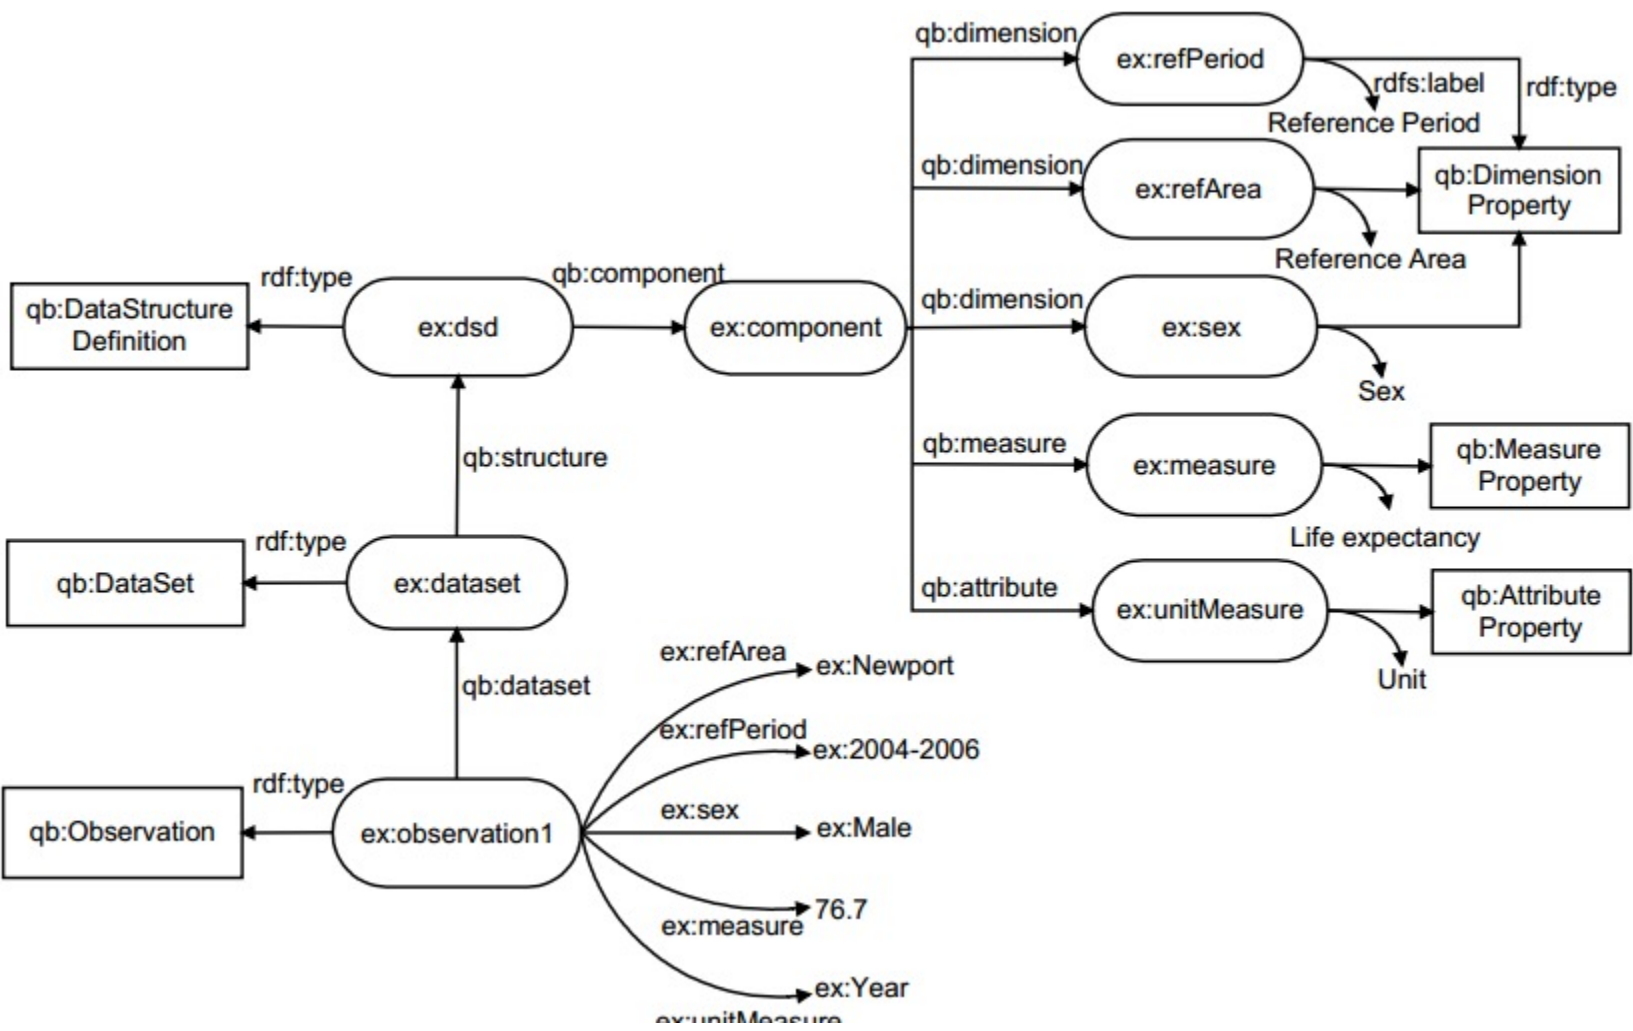 qb:dimension
ex:refPeriod
rdfs:label
rdf:type
Reference Period
qb:dimension
ex:refArea
qb:Dimension
Property
Reference Area
qb:dimension
ex:sex
Sex
rdf:type
qb:DataStructure
Definition
ex:dsd
qb:component
ex:component
qb:measure
ex:measure
qb:Measure
Property
Life expectancy
qb:structure
qb:attribute
ex:unitMeasure
qb:Attribute
Property
Unit
rdf:type
qb:DataSet
ex:dataset
qb:dataset
rdf:type
qb:Observation
ex:observation1
ex:refArea
ex:Newport
ex:refPeriod
ex:2004-2006
ex:sex
ex:Male
76.7
ex:measure
ex:Year
ex:unitMeasure